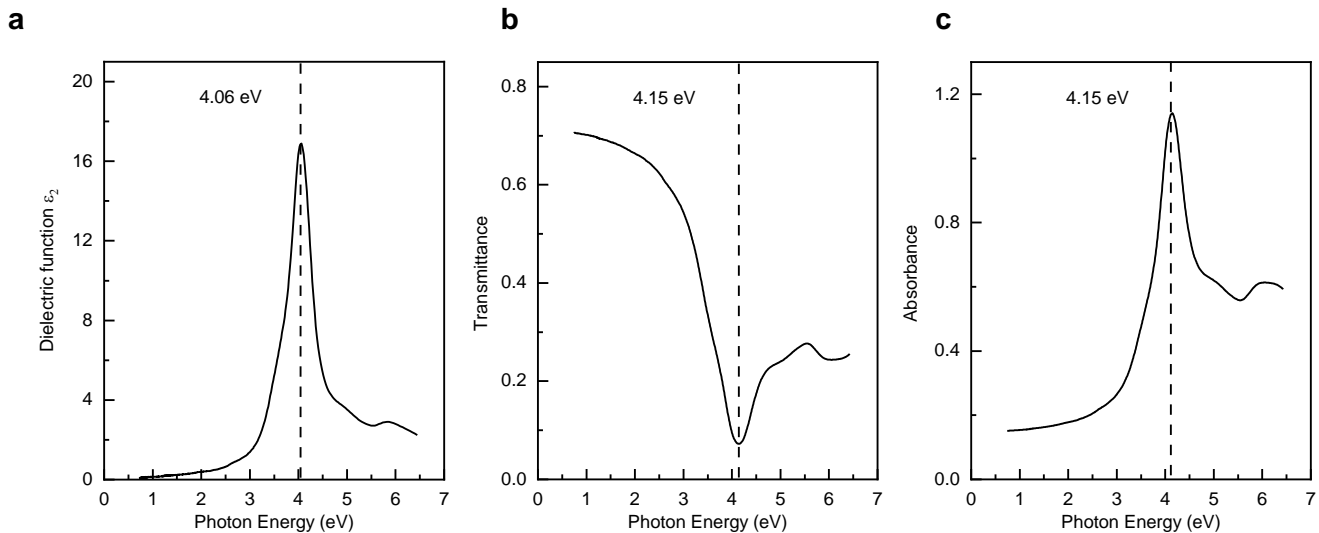 a
b
c
20
16
12
8
4
0
Dielectric function ε₂
4.06 eV
0 1 2 3 4 5 6 7
Photon Energy (eV)
0.8
0.6
0.4
0.2
0.0
Transmittance
4.15 eV
0 1 2 3 4 5 6 7
Photon Energy (eV)
1.2
0.8
0.4
0.0
Absorbance
4.15 eV
0 1 2 3 4 5 6 7
Photon Energy (eV)